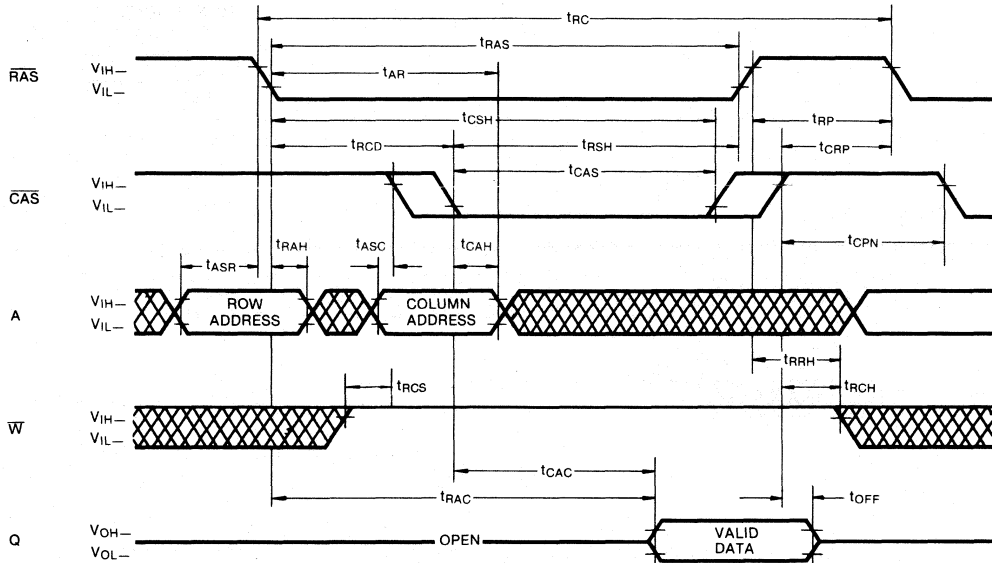 tRC
tRAS
tAR
RAS
VIH
VIL
tCSH
tRP
tRCD
tRSH
tCRP
tCAS
CAS
VIH
VIL
tCPN
tASR
tRAH
tASC
tCAH
A
VIH
VIL
ROW
ADDRESS
COLUMN
ADDRESS
tRRH
tRCS
tRCH
W
VIH
VIL
tCAC
tRAC
tOFF
Q
VOH
VOL
OPEN
VALID
DATA